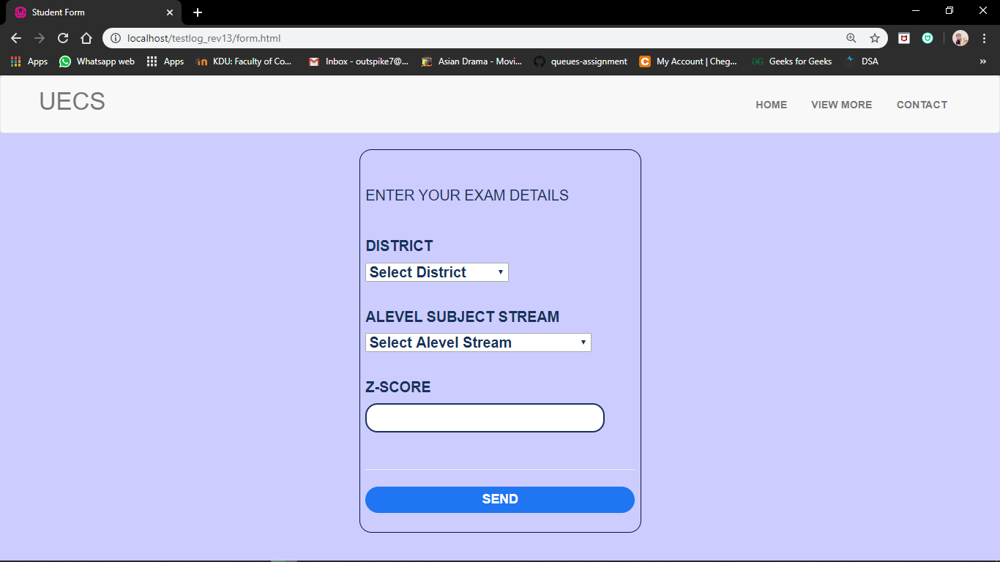 Student Form
localhost/testlog_rev13/form.html
Apps Whatsapp web Apps KDU: Faculty of Co... Inbox - outspike7@... Asian Drama - Movi... queues-assignment My Account | Cheg... Geeks for Geeks DSA »
UECS HOME VIEW MORE CONTACT
ENTER YOUR EXAM DETAILS
DISTRICT
Select District
ALEVEL SUBJECT STREAM
Select Alevel Stream
Z-SCORE
SEND